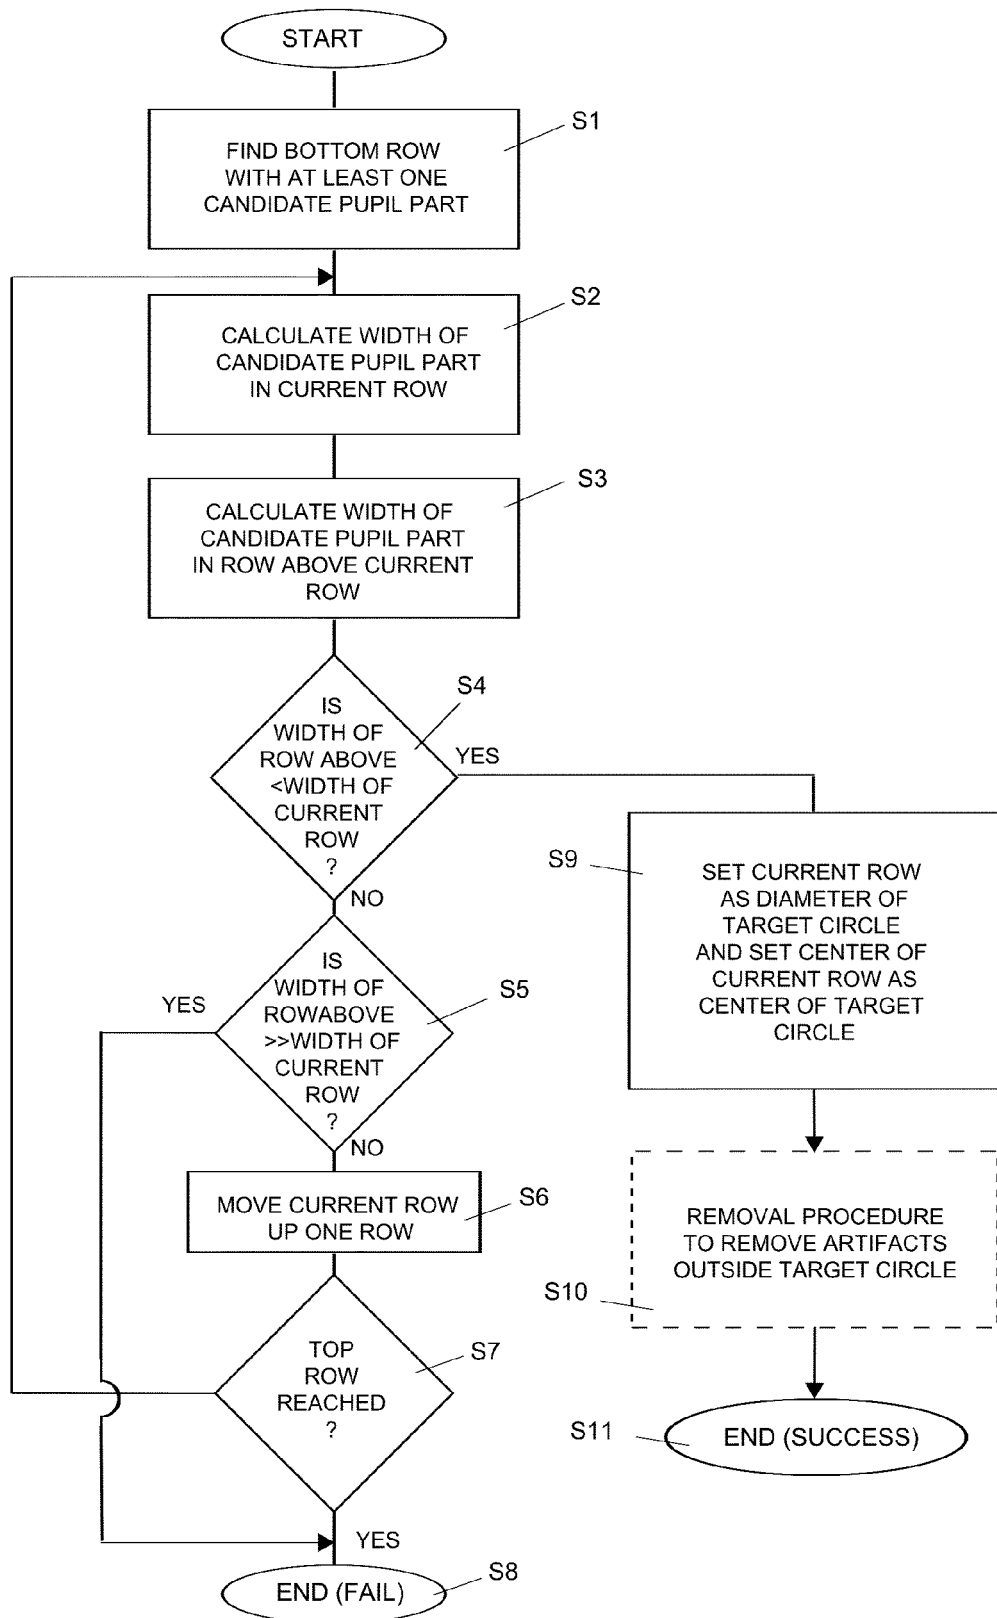 START
S1
FIND BOTTOM ROW
WITH AT LEAST ONE
CANDIDATE PUPIL PART
S2
CALCULATE WIDTH OF
CANDIDATE PUPIL PART
IN CURRENT ROW
S3
CALCULATE WIDTH OF
CANDIDATE PUPIL PART
IN ROW ABOVE CURRENT
ROW
S4
IS
WIDTH OF
ROW ABOVE
<WIDTH OF
CURRENT
ROW
?
YES
NO
S5
IS
WIDTH OF
ROWABOVE
>>WIDTH OF
CURRENT
ROW
?
YES
NO
S6
MOVE CURRENT ROW
UP ONE ROW
S7
TOP
ROW
REACHED
?
YES
S8
END (FAIL)
S9
SET CURRENT ROW
AS DIAMETER OF
TARGET CIRCLE
AND SET CENTER OF
CURRENT ROW AS
CENTER OF TARGET
CIRCLE
S10
REMOVAL PROCEDURE
TO REMOVE ARTIFACTS
OUTSIDE TARGET CIRCLE
S11
END (SUCCESS)